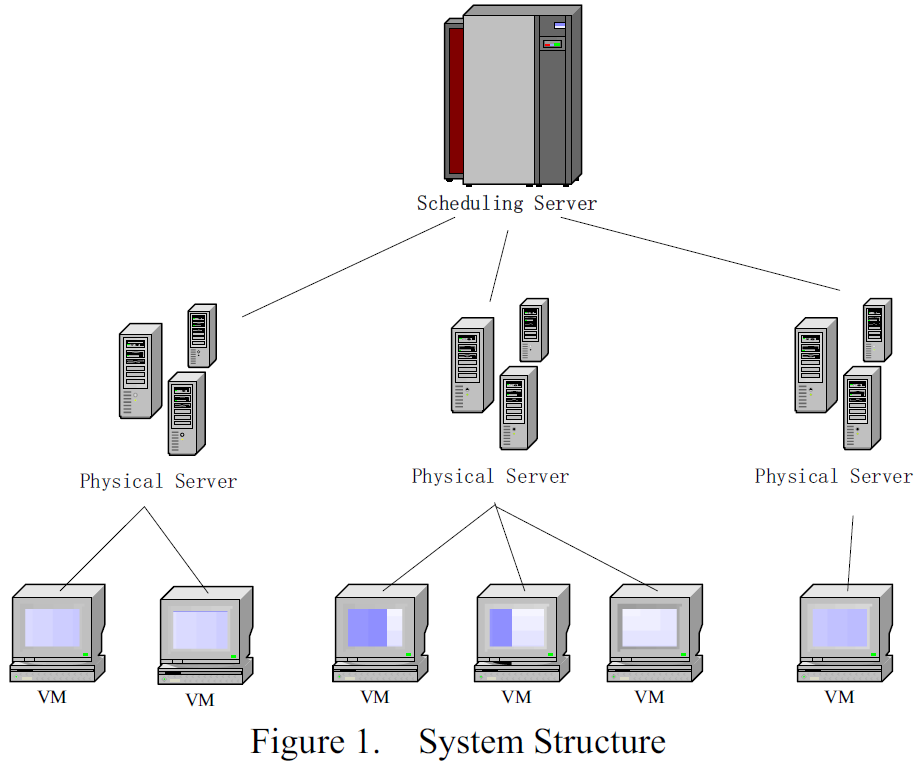 Scheduling Server
Physical Server
Physical Server
Physical Server
VM
VM
VM
VM
VM
VM
Figure 1. System Structure